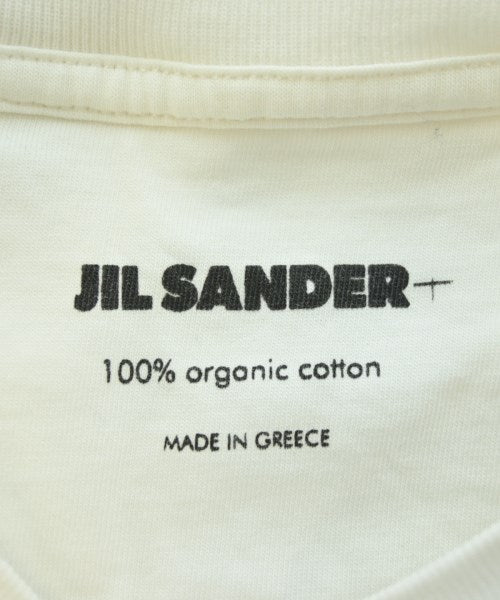 JIL SANDER+
100% organic cotton
MADE IN GREECE